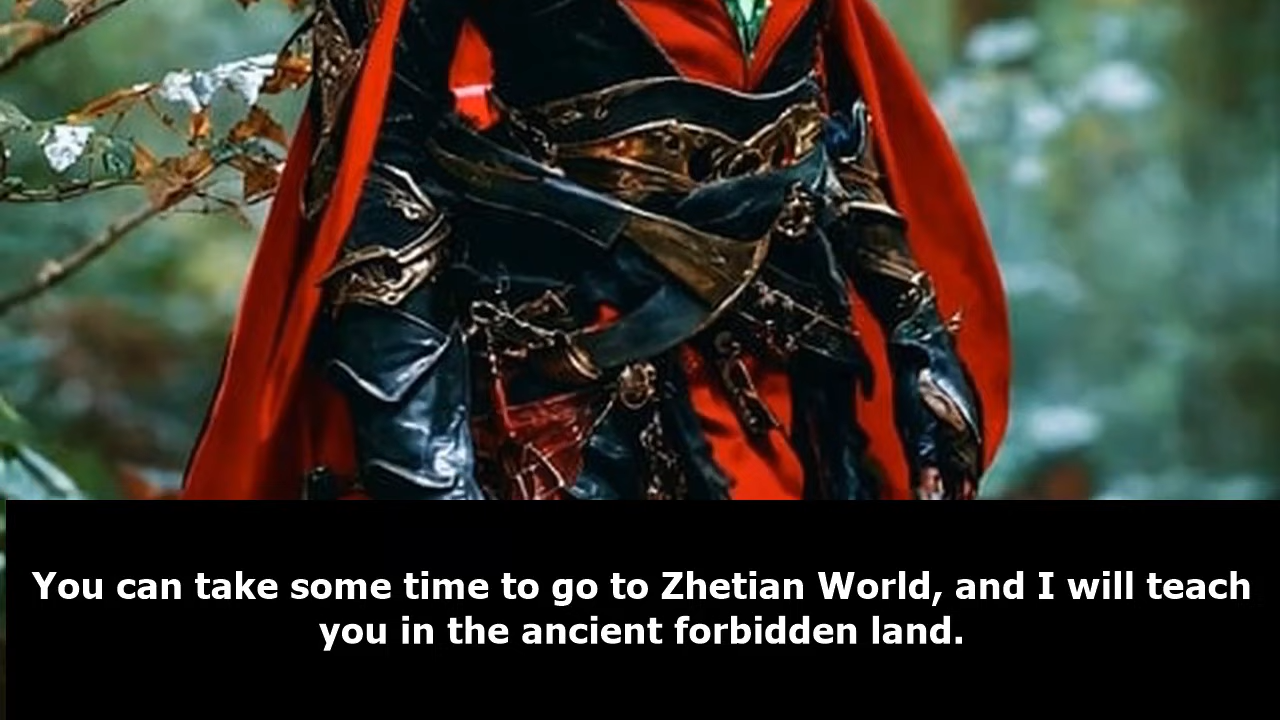 You can take some time to go to Zhetian World, and I will teach
you in the ancient forbidden land.